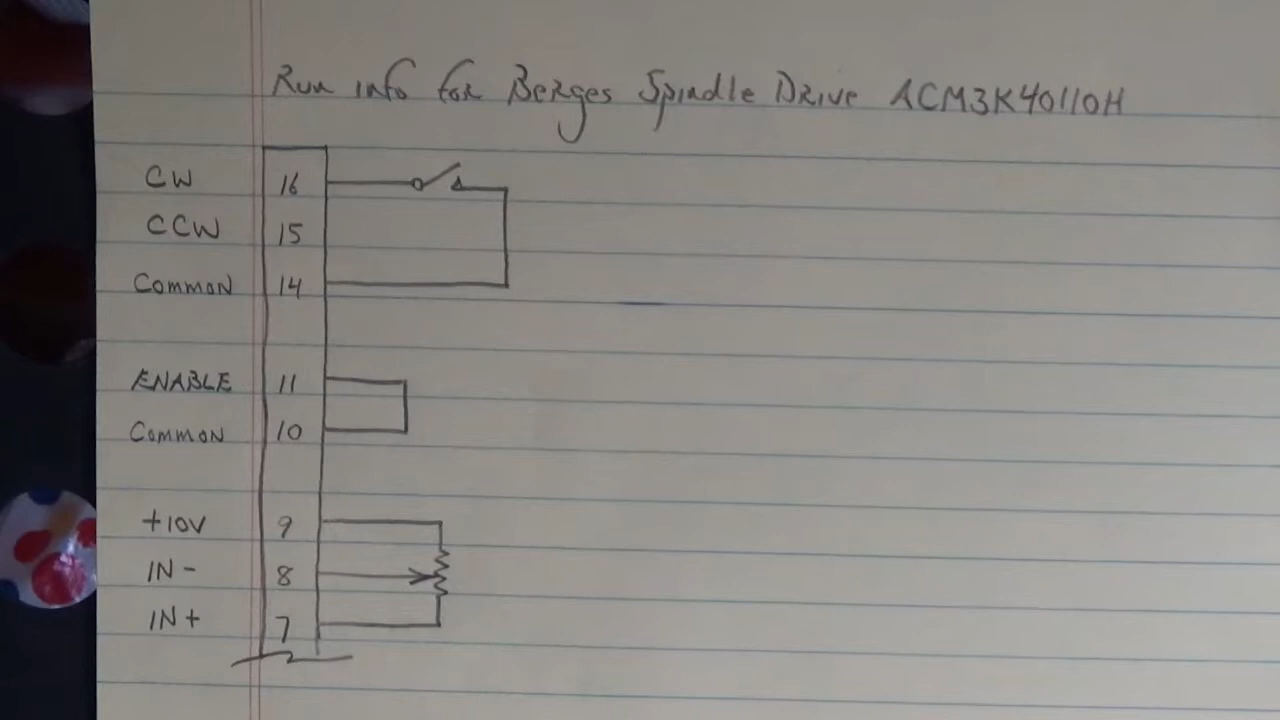 Run info for Berges Spindle Drive ACM3K40110H
CW 16
CCW 15
Common 14
ENABLE 11
Common 10
+10V 9
IN - 8
IN + 7